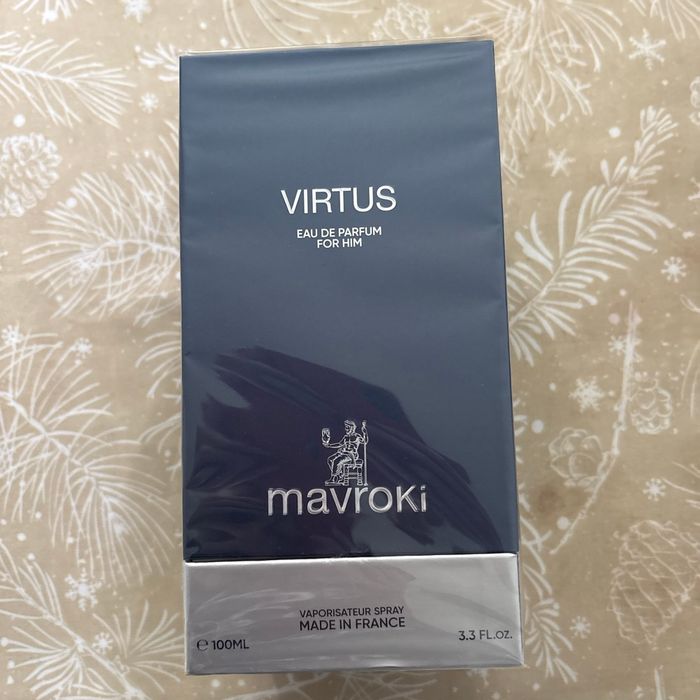 VIRTUS
EAU DE PARFUM
FOR HIM
mavroki
VAPORISATEUR SPRAY
MADE IN FRANCE
℮ 100ML
3.3 FL.OZ.